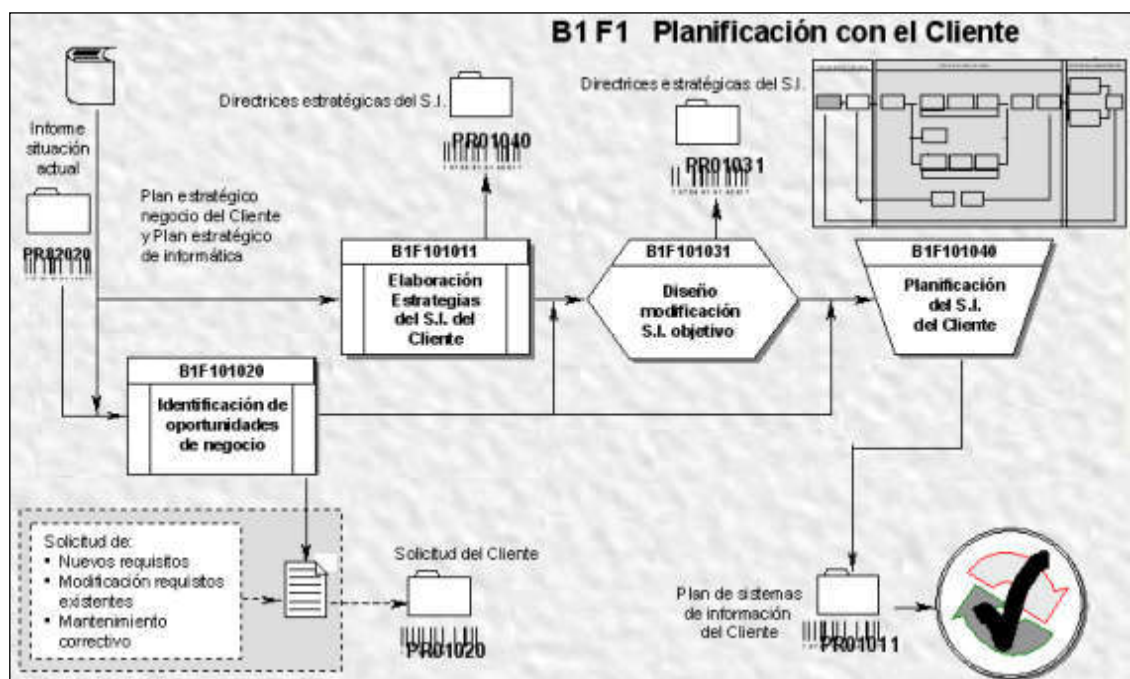 B1 F1 Planificación con el Cliente
Directrices estratégicas del S.I.
PR01040
Directrices estratégicas del S.I.
PR01031
Informe
situación
actual
PR02020
Plan estratégico
negocio del Cliente
y Plan estratégico
de informática
B1F101011
Elaboración
Estrategias
del S.I. del
Cliente
B1F101031
Diseño
modificación
S.I. objetivo
B1F101040
Planificación
del S.I.
del Cliente
B1F101020
Identificación de
oportunidades
de negocio
Solicitud de:
▪ Nuevos requisitos
▪ Modificación requistos
existentes
▪ Mantenimiento
correctivo
Solicitud del Cliente
PR01020
Plan de sistemas
de información
del Cliente
PR01011